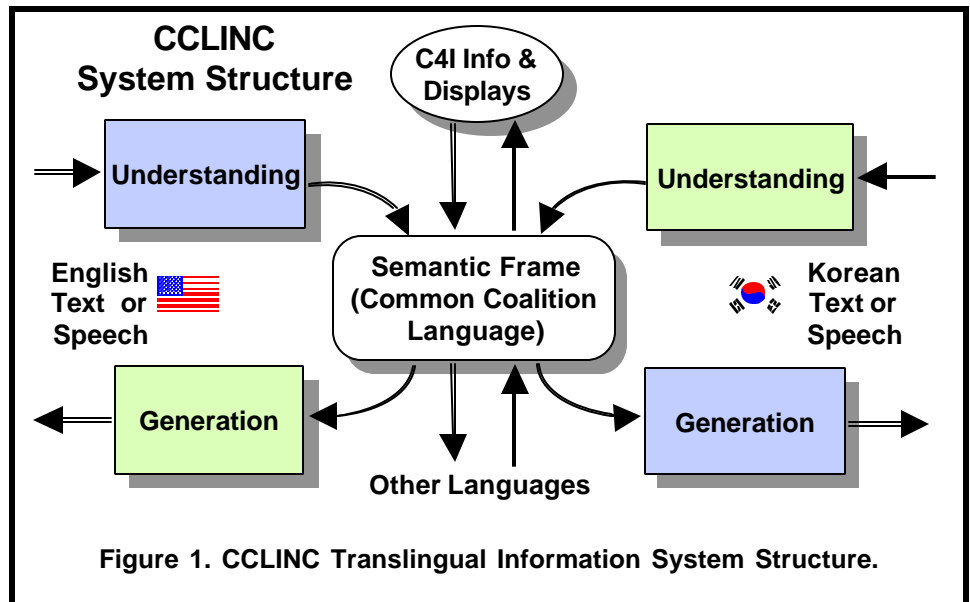 CCLINC
System Structure
C4I Info &
Displays
Understanding
Understanding
English
Text or
Speech
Semantic Frame
(Common Coalition
Language)
Korean
Text or
Speech
Generation
Generation
Other Languages
Figure 1. CCLINC Translingual Information System Structure.